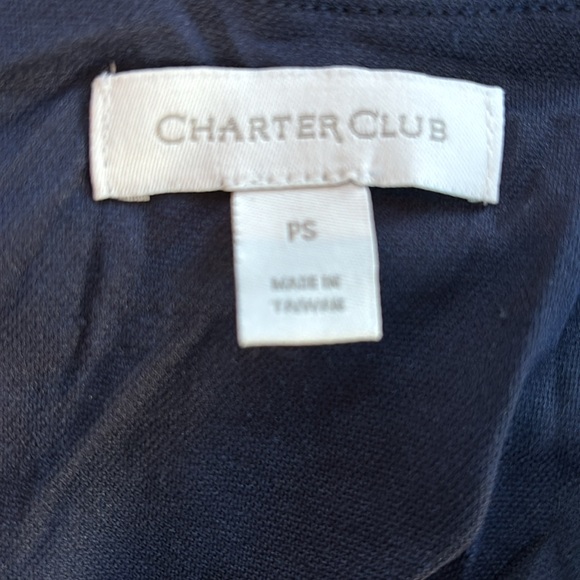 CHARTER CLUB
PS
MADE IN
TAIWAN